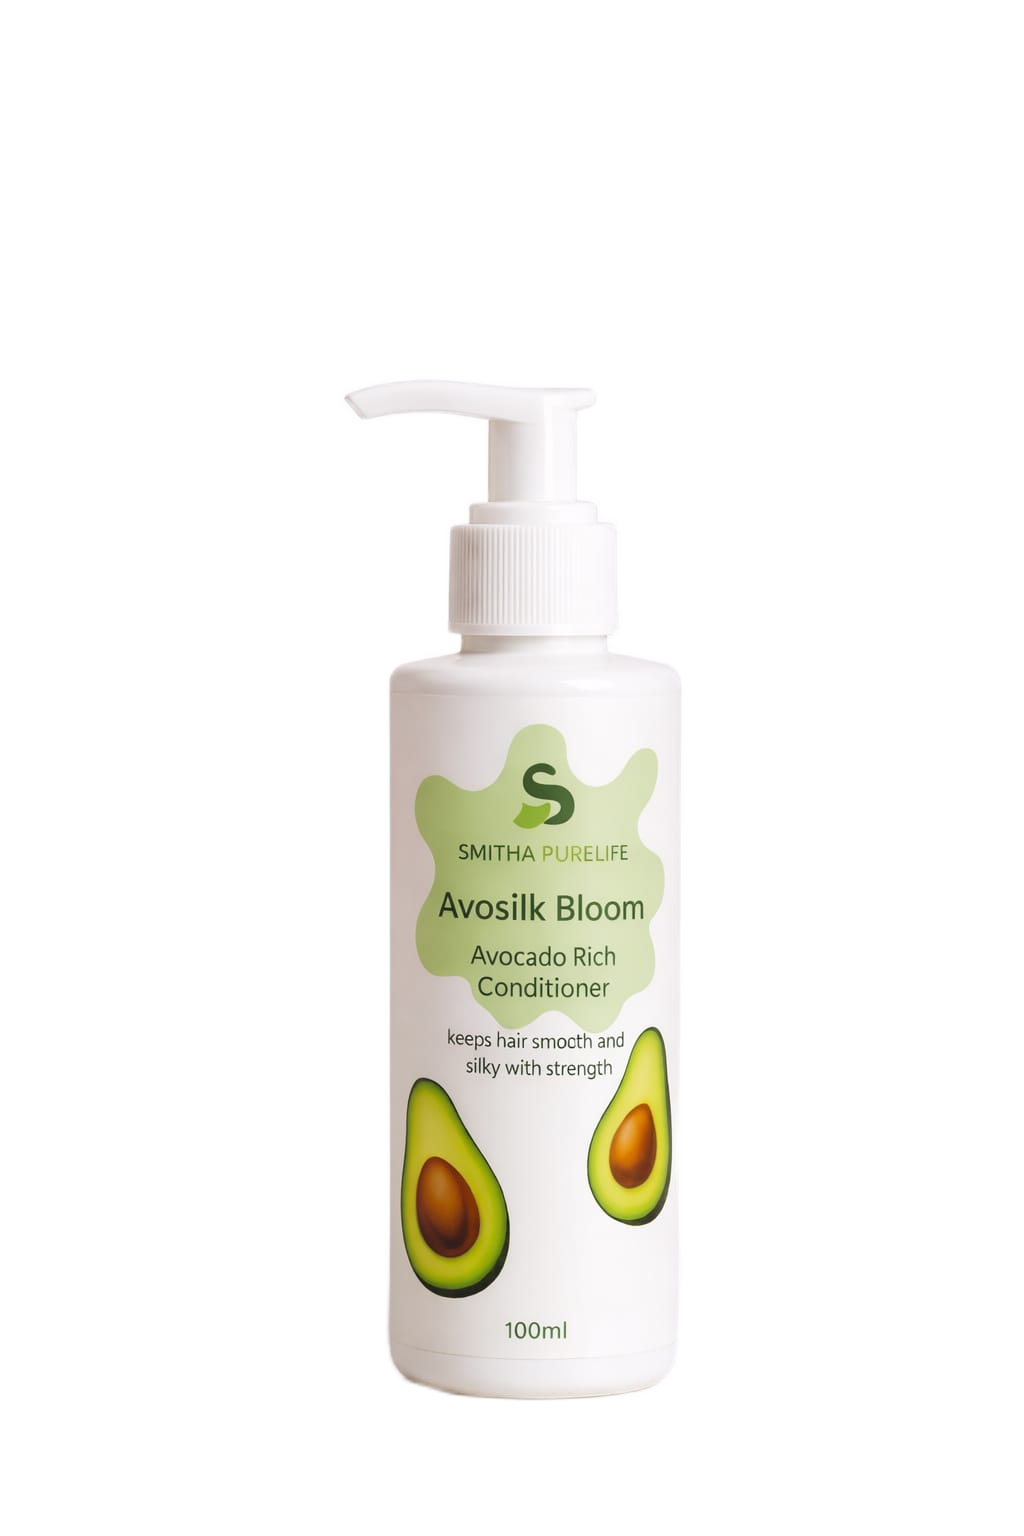 S
SMITHA PURELIFE
Avosilk Bloom
Avocado Rich
Conditioner
keeps hair smooth and
silky with strength
100ml